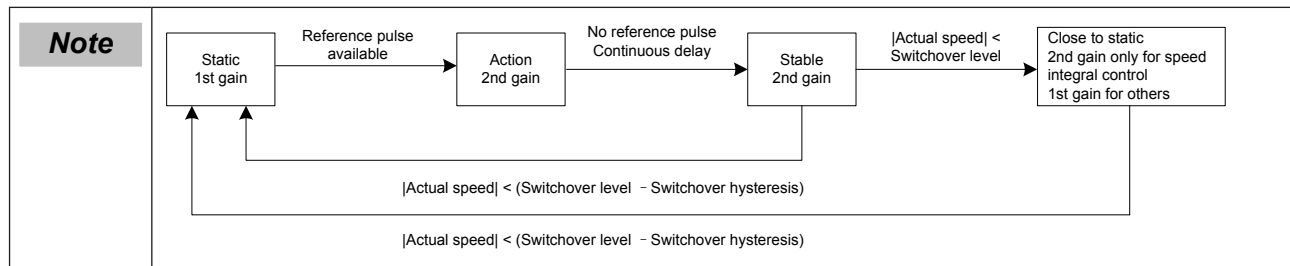 Note
Static
1st gain
Reference pulse
available
Action
2nd gain
No reference pulse
Continuous delay
Stable
2nd gain
|Actual speed| <
Switchover level
Close to static
2nd gain only for speed
integral control
1st gain for others
|Actual speed| < (Switchover level - Switchover hysteresis)
|Actual speed| < (Switchover level - Switchover hysteresis)